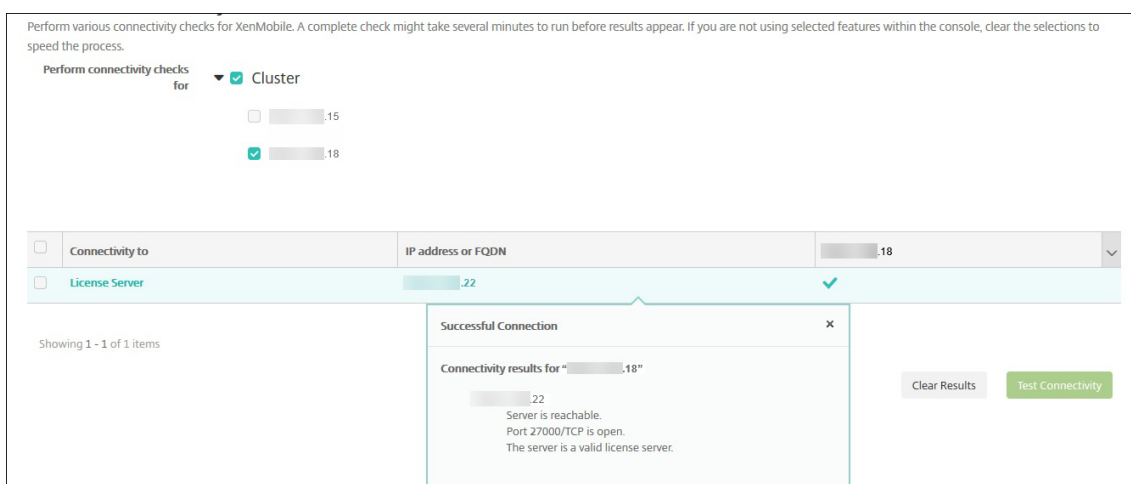 Perform various connectivity checks for XenMobile. A complete check might take several minutes to run before results appear. If you are not using selected features within the console, clear the selections to
speed the process.
Perform connectivity checks
for
Cluster
.15
.18
Connectivity to IP address or FQDN .18
License Server .22
Successful Connection ×
Showing 1 - 1 of 1 items
Connectivity results for “ .18”
Clear Results Test Connectivity
.22
Server is reachable.
Port 27000/TCP is open.
The server is a valid license server.